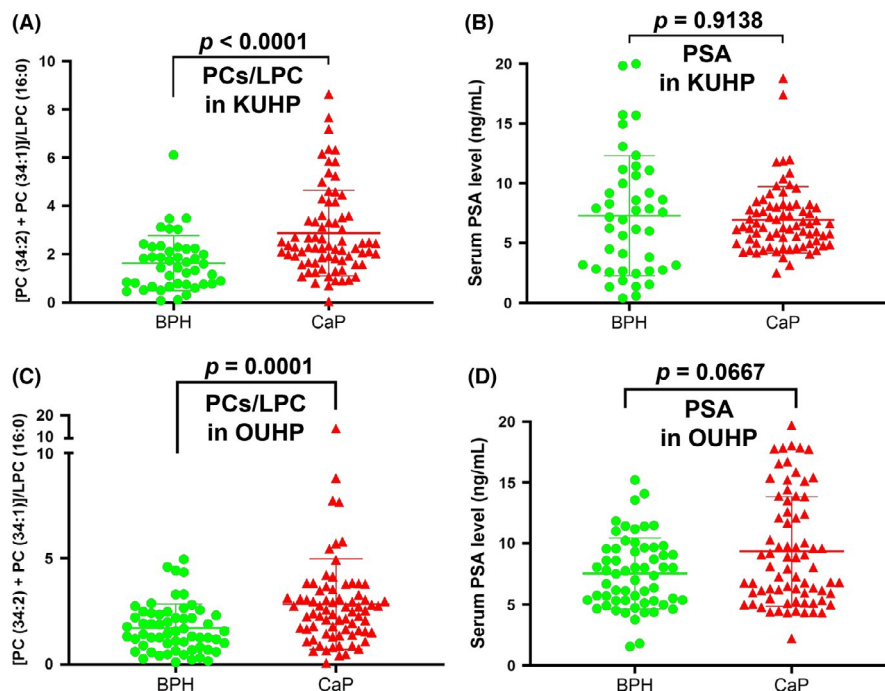 (A)
p < 0.0001
PCs/LPC
in KUHP
[PC (34:2) + PC (34:1)]/LPC (16:0)
10
8
6
4
2
0
BPH
CaP
(B)
p = 0.9138
PSA
in KUHP
Serum PSA level (ng/mL)
20
15
10
5
0
BPH
CaP
(C)
p = 0.0001
PCs/LPC
in OUHP
[PC (34:2) + PC (34:1)]/LPC (16:0)
20
10
10
5
0
BPH
CaP
(D)
p = 0.0667
PSA
in OUHP
Serum PSA level (ng/mL)
20
15
10
5
0
BPH
CaP